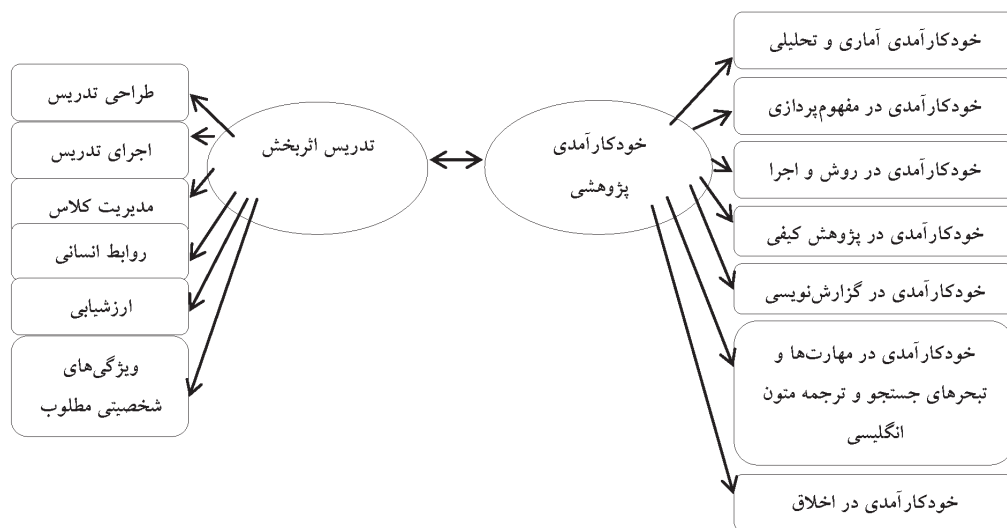 خودکارآمدی آماری و تحلیلی
خودکارآمدی در مفهوم‌پردازی
خودکارآمدی در روش و اجرا
خودکارآمدی در پژوهش کیفی
خودکارآمدی در گزارش‌نویسی
خودکارآمدی در مهارت‌ها و
تبحرهای جستجو و ترجمه متون
انگلیسی
خودکارآمدی در اخلاق
خودکارآمدی
پژوهشی
تدریس اثربخش
طراحی تدریس
اجرای تدریس
مدیریت کلاس
روابط انسانی
ارزشیابی
ویژگی‌های
شخصیتی مطلوب